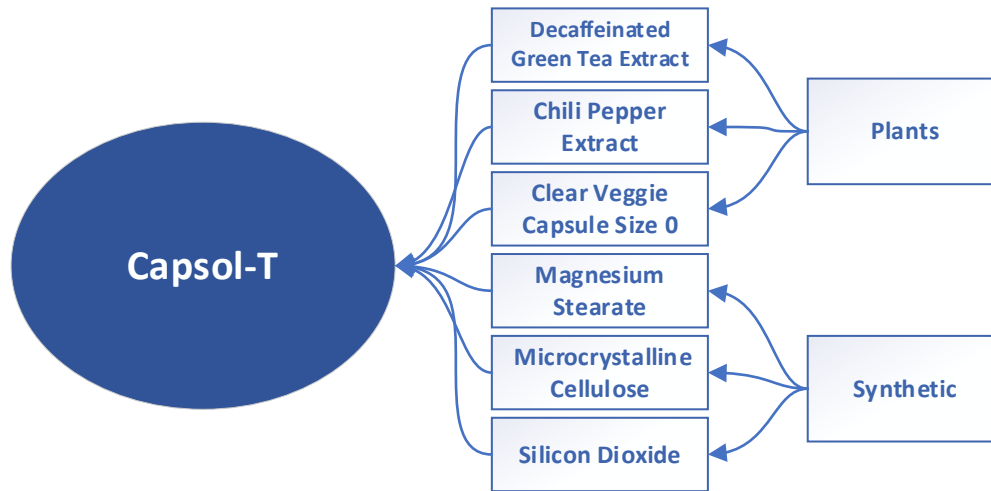 Decaffeinated
Green Tea Extract
Chili Pepper
Extract
Plants
Clear Veggie
Capsule Size 0
Capsol-T
Magnesium
Stearate
Microcrystalline
Cellulose
Synthetic
Silicon Dioxide